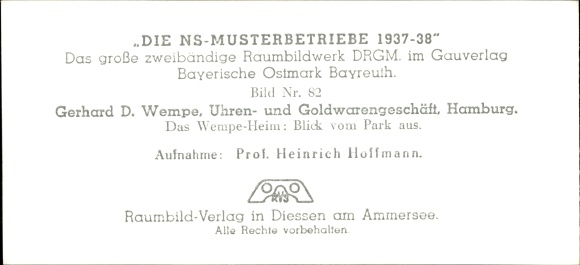 „DIE NS-MUSTERBETRIEBE 1937-38"
Das große zweibändige Raumbildwerk DRGM. im Gauverlag
Bayerische Ostmark Bayreuth.
Bild Nr. 82
Gerhard D. Wempe, Uhren- und Goldwarengeschäft, Hamburg.
Das Wempe-Heim: Blick vom Park aus.
Aufnahme: Prof. Heinrich Hoffmann.
Raumbild-Verlag in Diessen am Ammersee.
Alle Rechte vorbehalten.